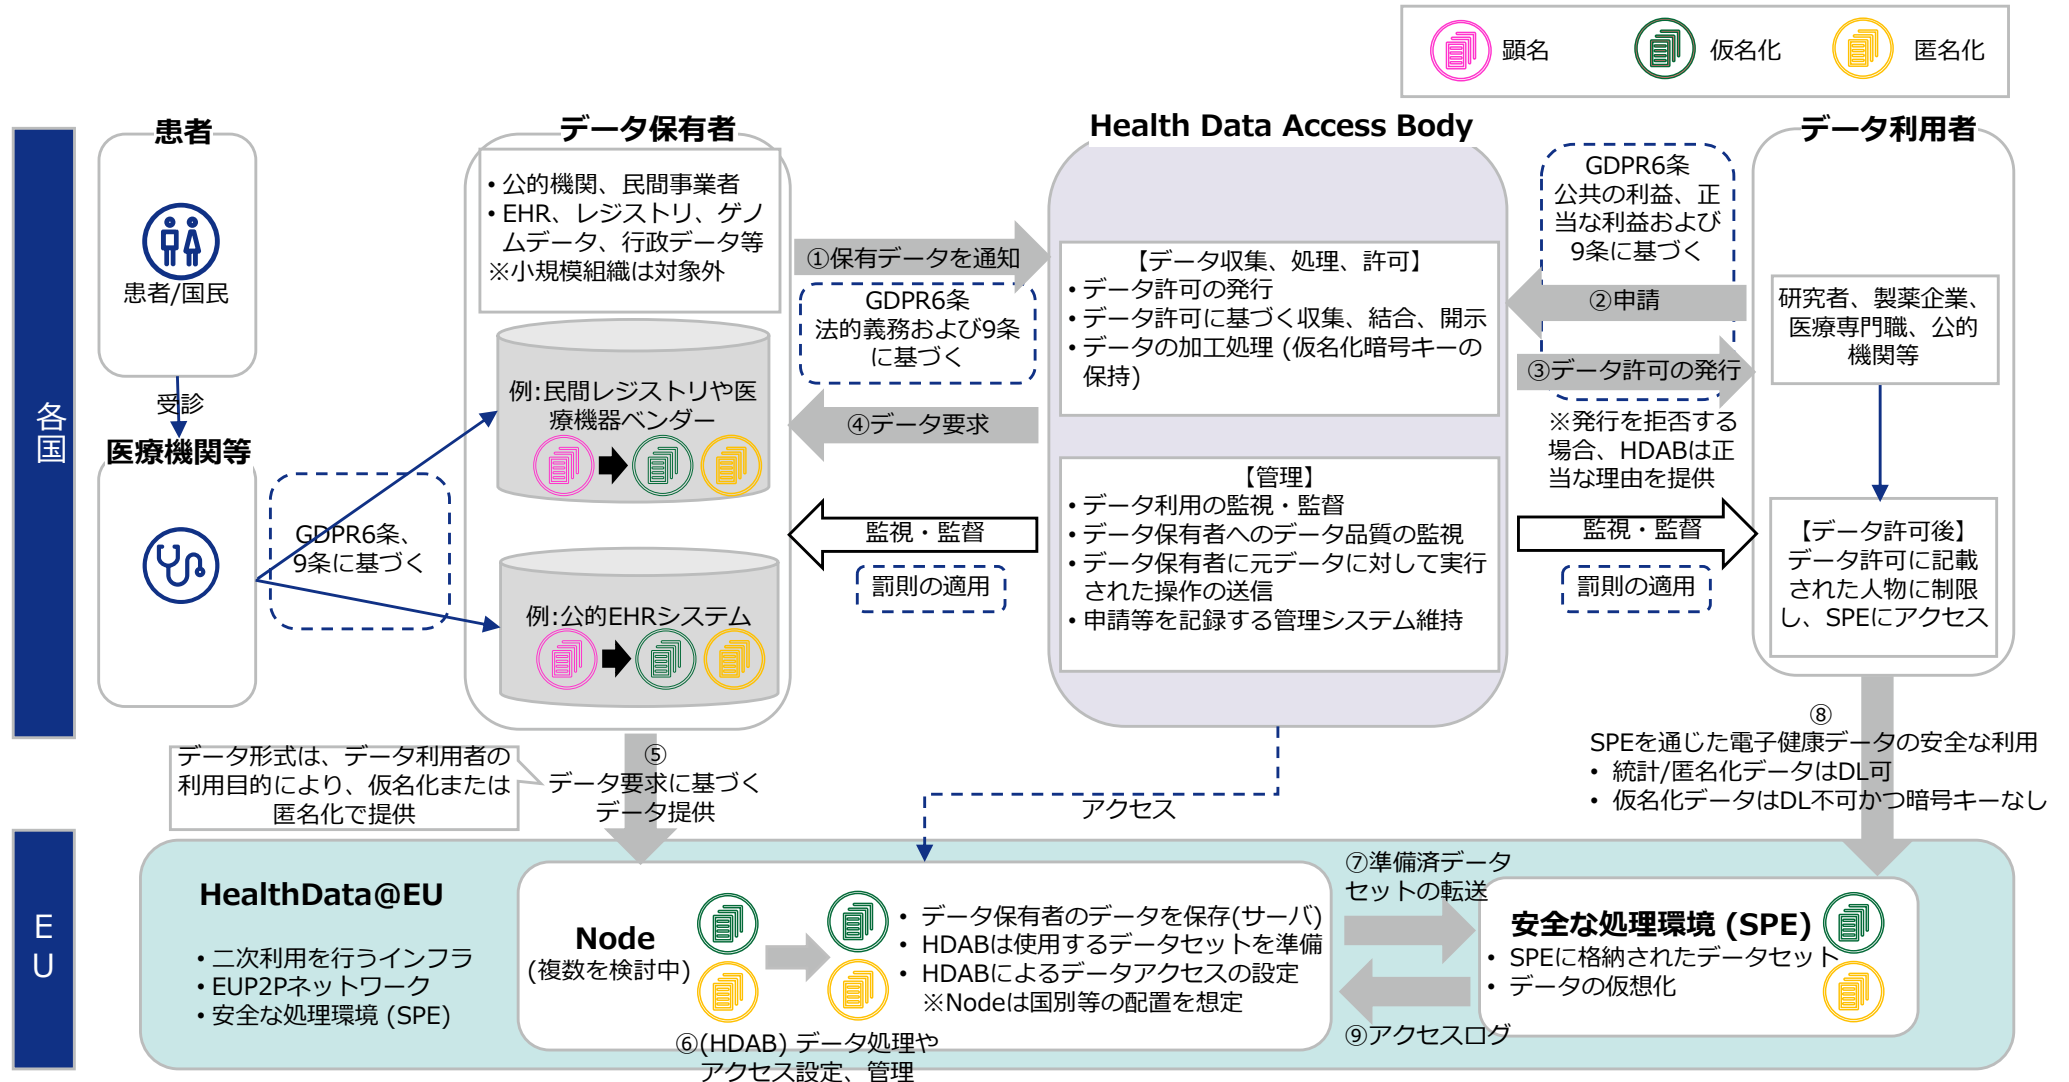 顕名
仮名化
匿名化
各国
患者
患者/国民
受診
医療機関等
GDPR6条、
9条に基づく
データ保有者
• 公的機関、民間事業者
• EHR、レジストリ、ゲノ
ムデータ、行政データ等
※小規模組織は対象外
例:民間レジストリや医
療機器ベンダー
例:公的EHRシステム
①保有データを通知
GDPR6条
法的義務および9条
に基づく
④データ要求
監視・監督
罰則の適用
Health Data Access Body
【データ収集、処理、許可】
• データ許可の発行
• データ許可に基づく収集、結合、開示
• データの加工処理 (仮名化暗号キーの
保持)
【管理】
• データ利用の監視・監督
• データ保有者へのデータ品質の監視
• データ保有者に元データに対して実行
された操作の送信
• 申請等を記録する管理システム維持
GDPR6条
公共の利益、正
当な利益および
9条に基づく
②申請
③データ許可の発行
※発行を拒否する
場合、HDABは正
当な理由を提供
監視・監督
罰則の適用
データ利用者
研究者、製薬企業、
医療専門職、公的
機関等
【データ許可後】
データ許可に記載
された人物に制限
し、SPEにアクセス
データ形式は、データ利用者の
利用目的により、仮名化または
匿名化で提供
⑤
データ要求に基づく
データ提供
アクセス
⑧
SPEを通じた電子健康データの安全な利用
• 統計/匿名化データはDL可
• 仮名化データはDL不可かつ暗号キーなし
EU
HealthData@EU
• 二次利用を行うインフラ
• EUP2Pネットワーク
• 安全な処理環境 (SPE)
Node
(複数を検討中)
• データ保有者のデータを保存(サーバ)
• HDABは使用するデータセットを準備
• HDABによるデータアクセスの設定
※Nodeは国別等の配置を想定
⑥(HDAB) データ処理や
アクセス設定、管理
⑦準備済データ
セットの転送
⑨アクセスログ
安全な処理環境 (SPE)
• SPEに格納されたデータセット
• データの仮想化